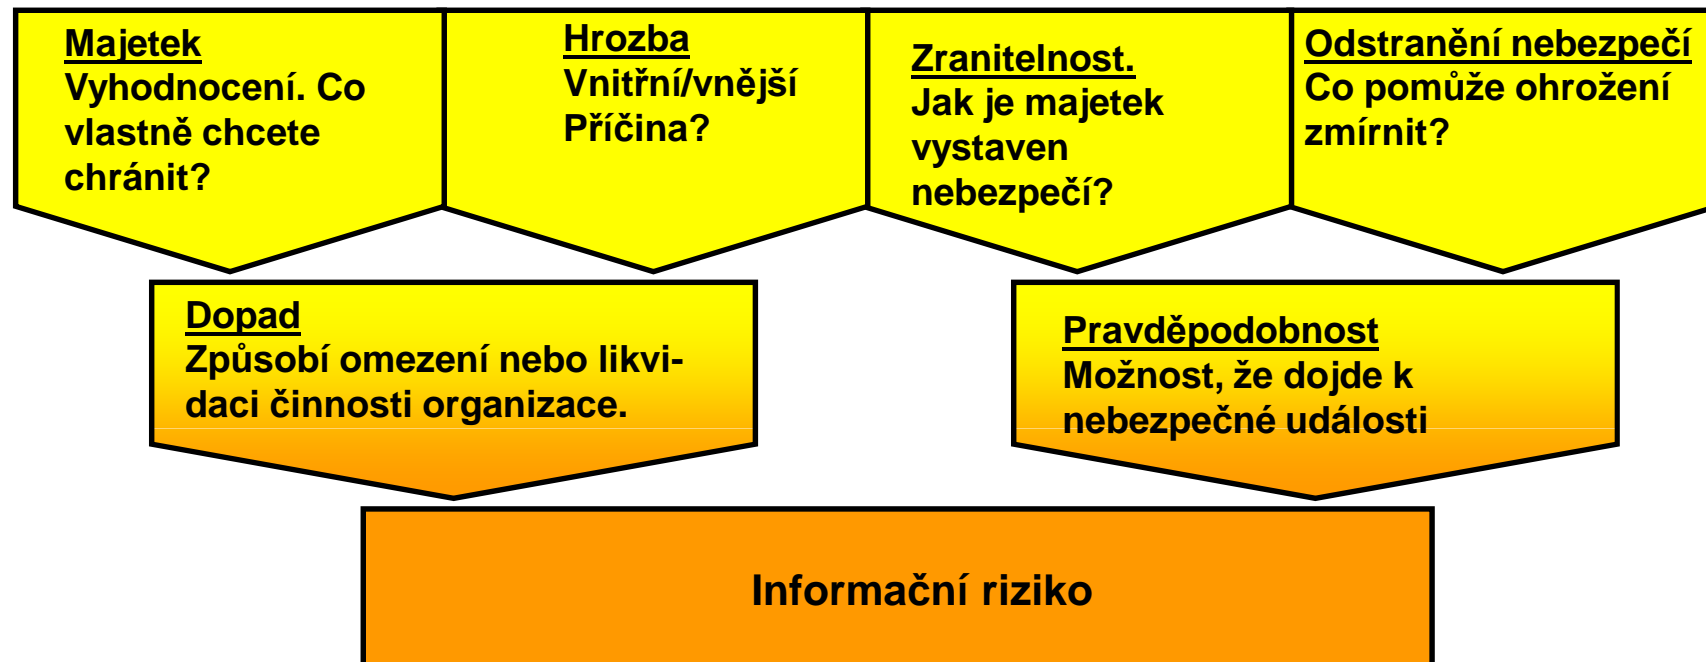 Majetek
Vyhodnocení. Co
vlastně chcete
chránit?
Hrozba
Vnitřní/vnější
Příčina?
Zranitelnost.
Jak je majetek
vystaven
nebezpečí?
Odstranění nebezpečí
Co pomůže ohrožení
zmírnit?
Dopad
Způsobí omezení nebo likvi-
daci činnosti organizace.
Pravděpodobnost
Možnost, že dojde k
nebezpečné události
Informační riziko